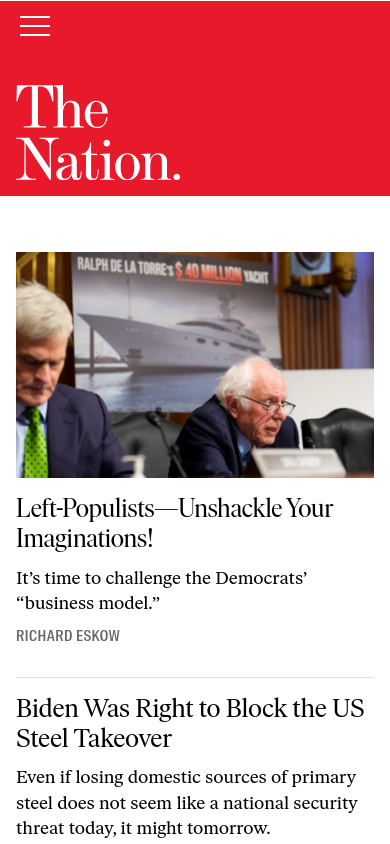 The
Nation.
RALPH DE LA TORRE's $ 40 MILLION YACHT
Left-Populists—Unshackle Your
Imaginations!
It’s time to challenge the Democrats’
“business model.”
RICHARD ESKOW
Biden Was Right to Block the US
Steel Takeover
Even if losing domestic sources of primary
steel does not seem like a national security
threat today, it might tomorrow.